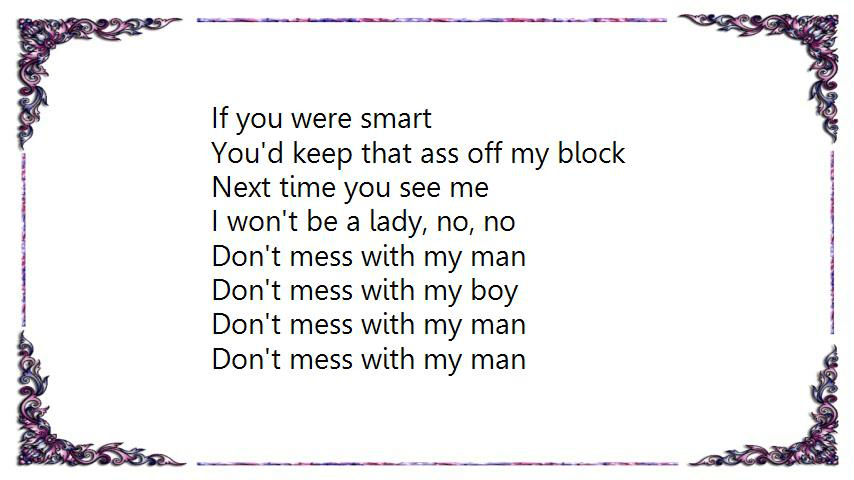 If you were smart
You'd keep that ass off my block
Next time you see me
I won't be a lady, no, no
Don't mess with my man
Don't mess with my boy
Don't mess with my man
Don't mess with my man